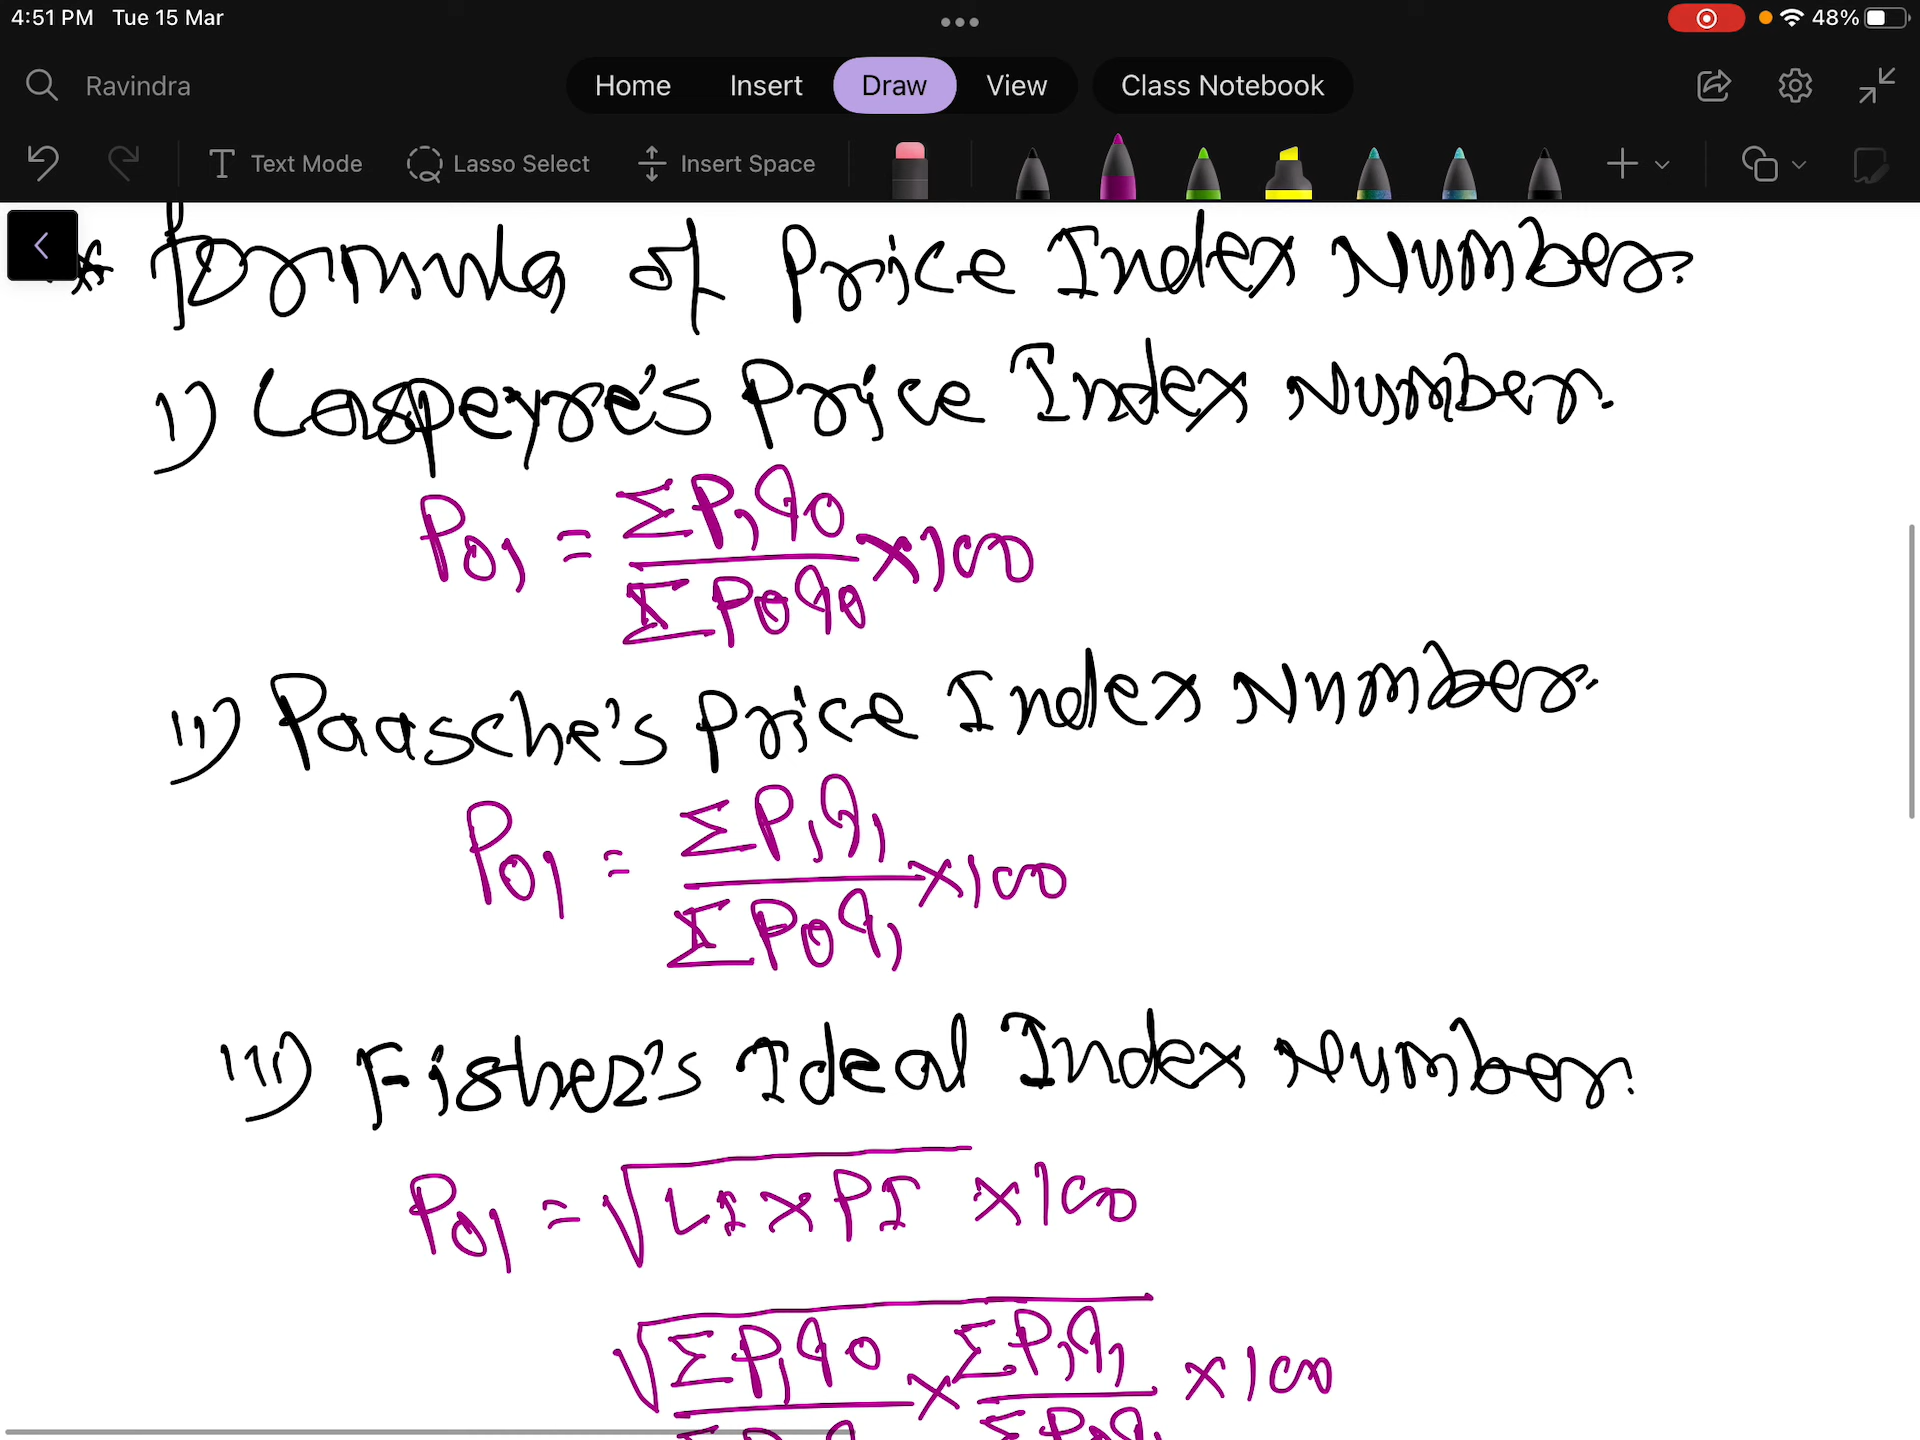 4:51 PM Tue 15 Mar 48%
Ravindra Home Insert Draw View Class Notebook
Text Mode Lasso Select Insert Space
* Formula of Price Index Number.
i) Laspeyre's Price Index Number.
P01 = ΣP1q0 / ΣP0q0 ×100
ii) Paasche's Price Index Number.
P01 = ΣP1q1 / ΣP0q1 ×100
iii) Fisher's Ideal Index Number.
P01 = √LI×PI ×100
√ΣP1q0 / × ΣP1q1 / ΣP0q1 ×100